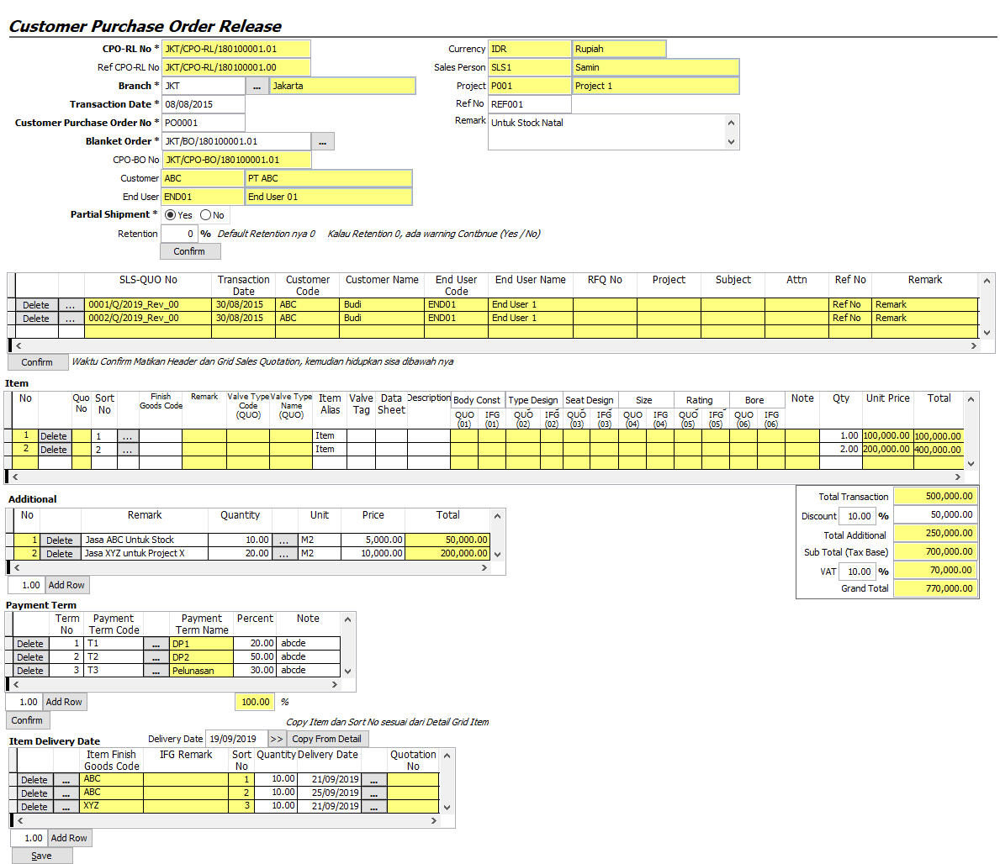 Customer Purchase Order Release
CPO-RL No * JKT/CPO-RL/180100001.01
Ref CPO-RL No JKT/CPO-RL/180100001.00
Branch * JKT ... Jakarta
Transaction Date * 08/08/2015
Customer Purchase Order No * PO0001
Blanket Order * JKT/BO/180100001.01 ...
CPO-BO No JKT/CPO-BO/180100001.01
Customer ABC PT ABC
End User END01 End User 01
Partial Shipment * Yes No
Retention 0 % Default Retention nya 0 Kalau Retention 0, ada warning Contbnue (Yes / No)
Confirm
Currency IDR Rupiah
Sales Person SLS1 Samin
Project P001 Project 1
Ref No REF001
Remark Untuk Stock Natal
SLS-QUO No Transaction Date Customer Code Customer Name End User Code End User Name RFQ No Project Subject Attn Ref No Remark
Delete ... 0001/Q/2019_Rev_00 30/08/2015 ABC Budi END01 End User 1 Ref No Remark
Delete ... 0002/Q/2019_Rev_00 30/08/2015 ABC Budi END01 End User 1 Ref No Remark
Confirm Waktu Confirm Matikan Header dan Grid Sales Quotation, kemudian hidupkan sisa dibawah nya
Item
No Quo No Sort No Finish Goods Code Remark Valve Type Code (QUO) Valve Type Name (QUO) Item Alias Valve Tag Data Sheet Description Body Const Type Design Seat Design Size Rating Bore Note Qty Unit Price Total
QUO (01) IFG (01) QUO (02) IFG (02) QUO (03) IFG (03) QUO (04) IFG (04) QUO (05) IFG (05) QUO (06) IFG (06)
1 Delete 1 ... Item 1.00 100,000.00 100,000.00
2 Delete 2 ... Item 2.00 200,000.00 400,000.00
Additional
No Remark Quantity Unit Price Total
1 Delete Jasa ABC Untuk Stock 10.00 ... M2 5,000.00 50,000.00
2 Delete Jasa XYZ untuk Project X 20.00 ... M2 10,000.00 200,000.00
1.00 Add Row
Total Transaction 500,000.00
Discount 10.00 % 50,000.00
Total Additional 250,000.00
Sub Total (Tax Base) 700,000.00
VAT 10.00 % 70,000.00
Grand Total 770,000.00
Payment Term
Term No Payment Term Code Payment Term Name Percent Note
Delete 1 T1 ... DP1 20.00 abcde
Delete 2 T2 ... DP2 50.00 abcde
Delete 3 T3 ... Pelunasan 30.00 abcde
1.00 Add Row 100.00 %
Confirm
Copy Item dan Sort No sesuai dari Detail Grid Item
Item Delivery Date Delivery Date 19/09/2019 >> Copy From Detail
Item Finish Goods Code IFG Remark Sort No Quantity Delivery Date Quotation No
Delete ... ABC 1 10.00 21/09/2019 ...
Delete ... ABC 2 10.00 25/09/2019 ...
Delete ... XYZ 3 10.00 21/09/2019 ...
1.00 Add Row
Save